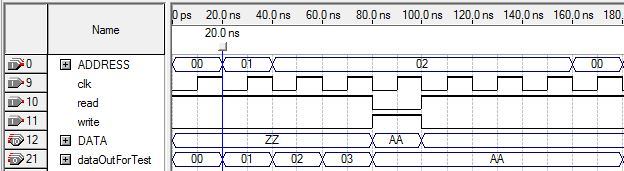 Name
0 ps 20.0 ns 40.0 ns 60.0 ns 80.0 ns 100.0 ns 120.0 ns 140.0 ns 160.0 ns 180.
20.0 ns
0 ADDRESS 00 01 02 00
9 clk
10 read
11 write
12 DATA ZZ AA
21 dataOutForTest 00 01 02 03 AA